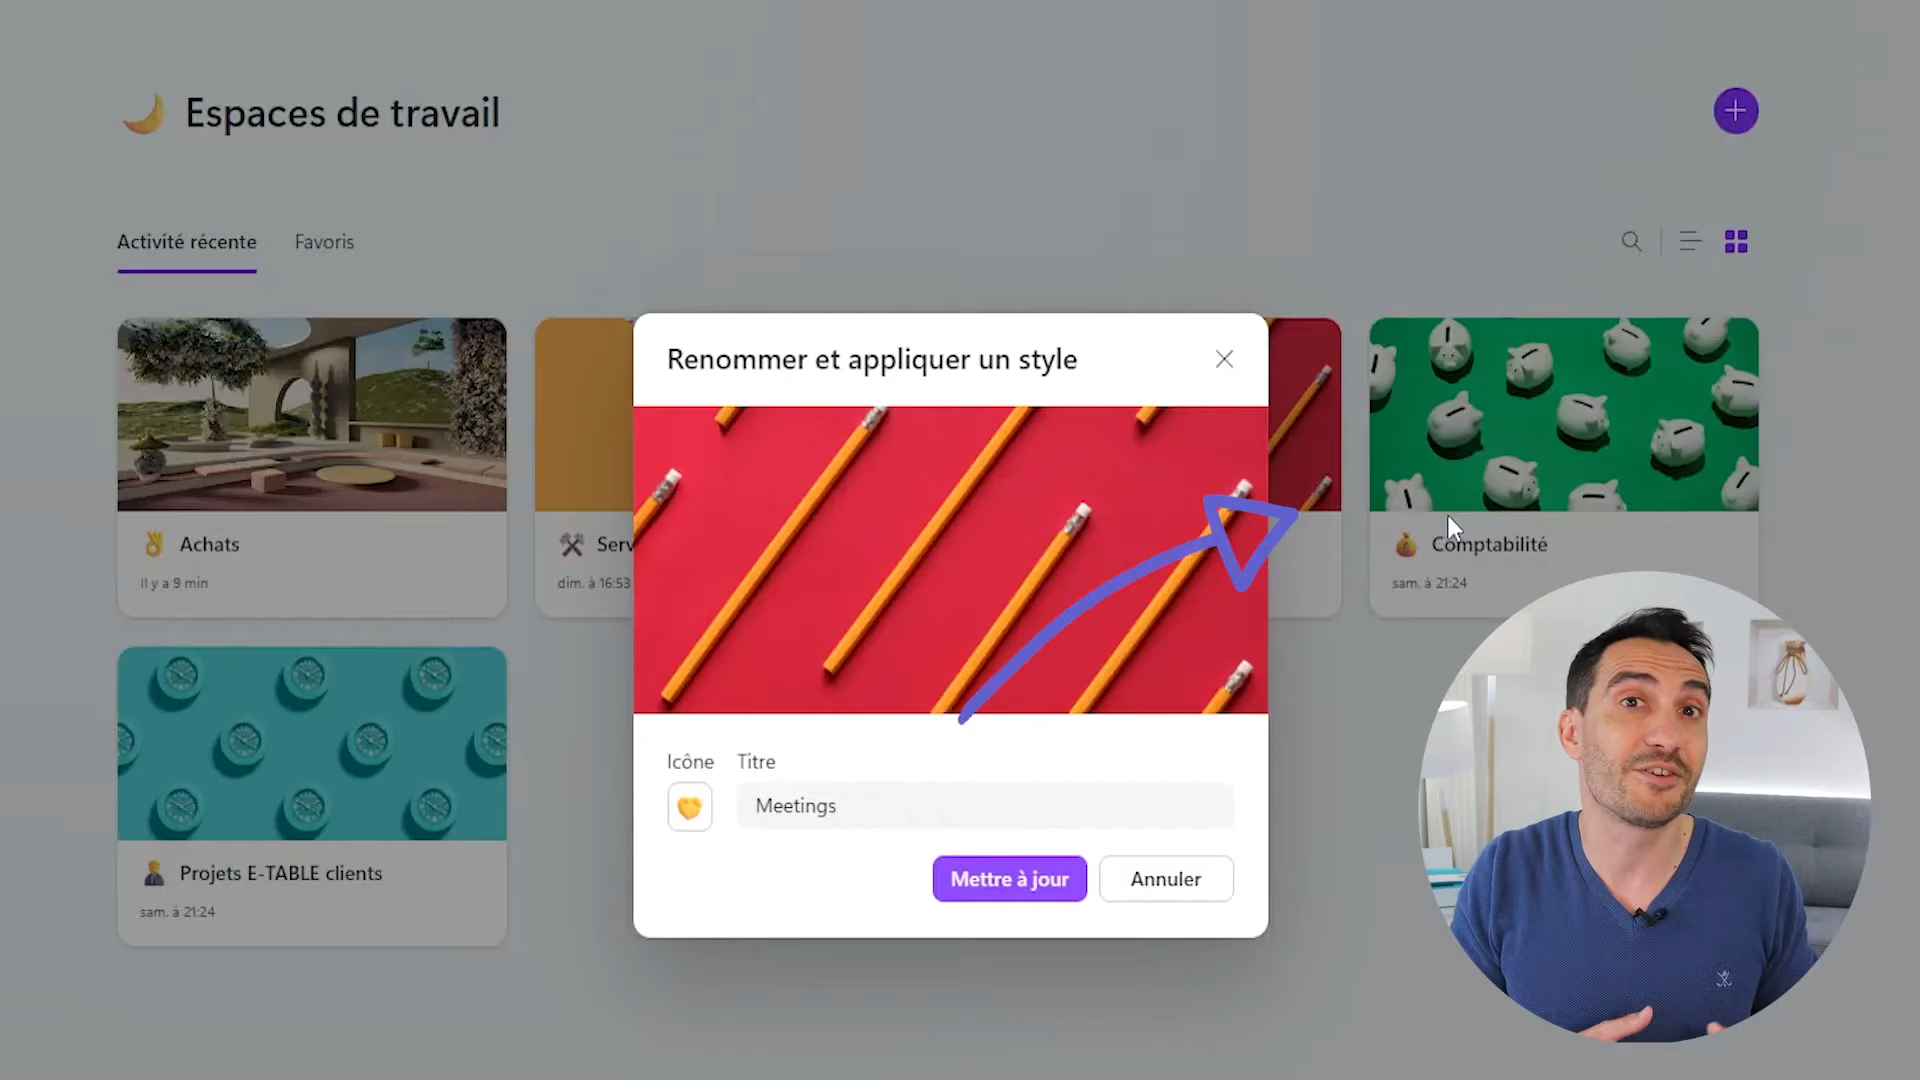 Espaces de travail
Activité récente
Favoris
Renommer et appliquer un style
Achats
Il y a 9 min
Serv
dim. à 16:53
Comptabilité
sam. à 21:24
Icône
Titre
Meetings
Mettre à jour
Annuler
Projets E-TABLE clients
sam. à 21:24